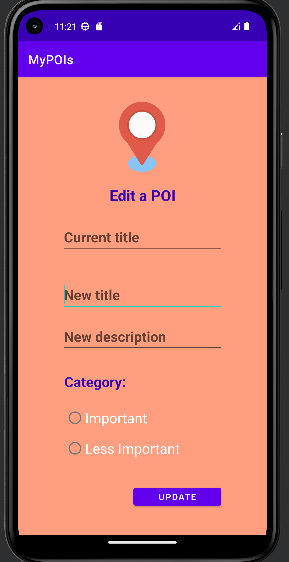 11:21
MyPOIs
Edit a POI
Current title
New title
New description
Category:
Important
Less Important
UPDATE